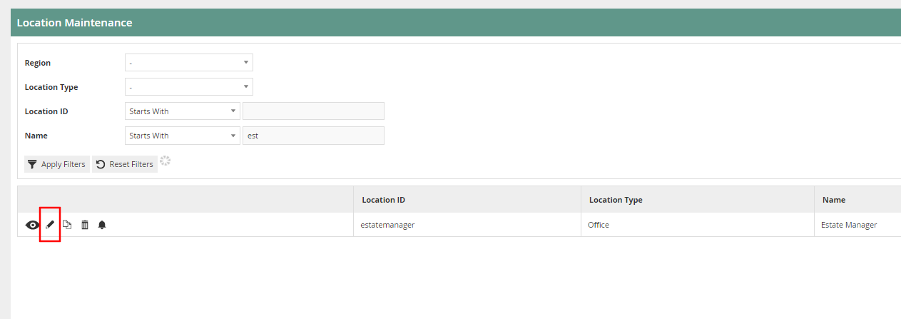 Location Maintenance
Region -
Location Type -
Location ID Starts With
Name Starts With est
Apply Filters Reset Filters
Location ID Location Type Name
estatemanager Office Estate Manager